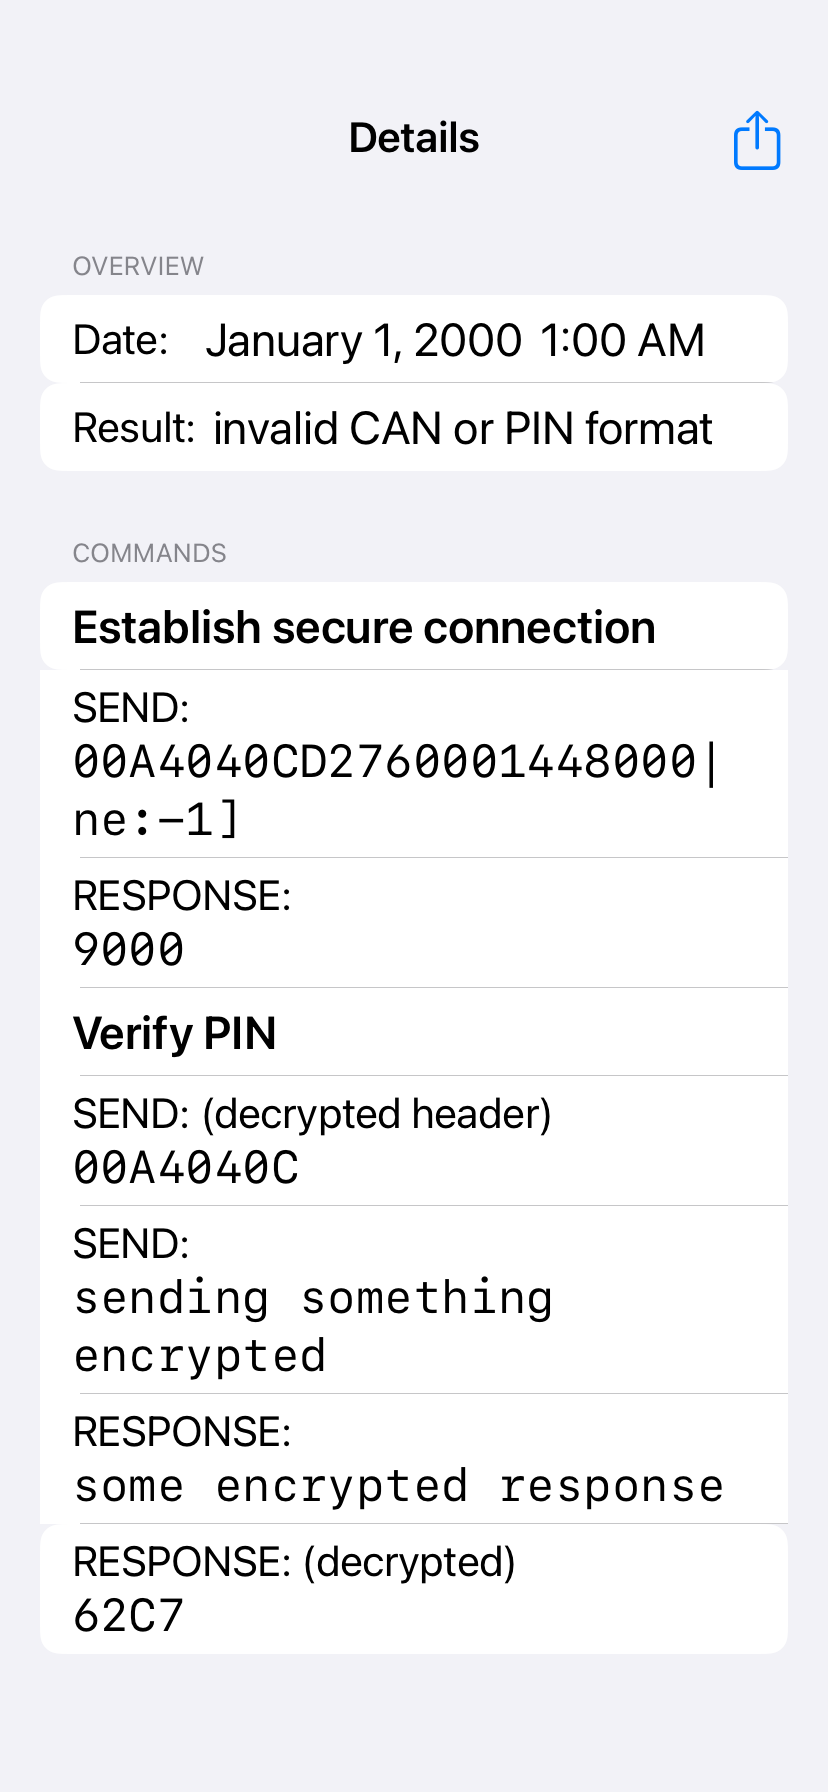 Details
OVERVIEW
Date: January 1, 2000 1:00 AM
Result: invalid CAN or PIN format
COMMANDS
Establish secure connection
SEND:
00A4040CD2760001448000|
ne:-1]
RESPONSE:
9000
Verify PIN
SEND: (decrypted header)
00A4040C
SEND:
sending something
encrypted
RESPONSE:
some encrypted response
RESPONSE: (decrypted)
62C7